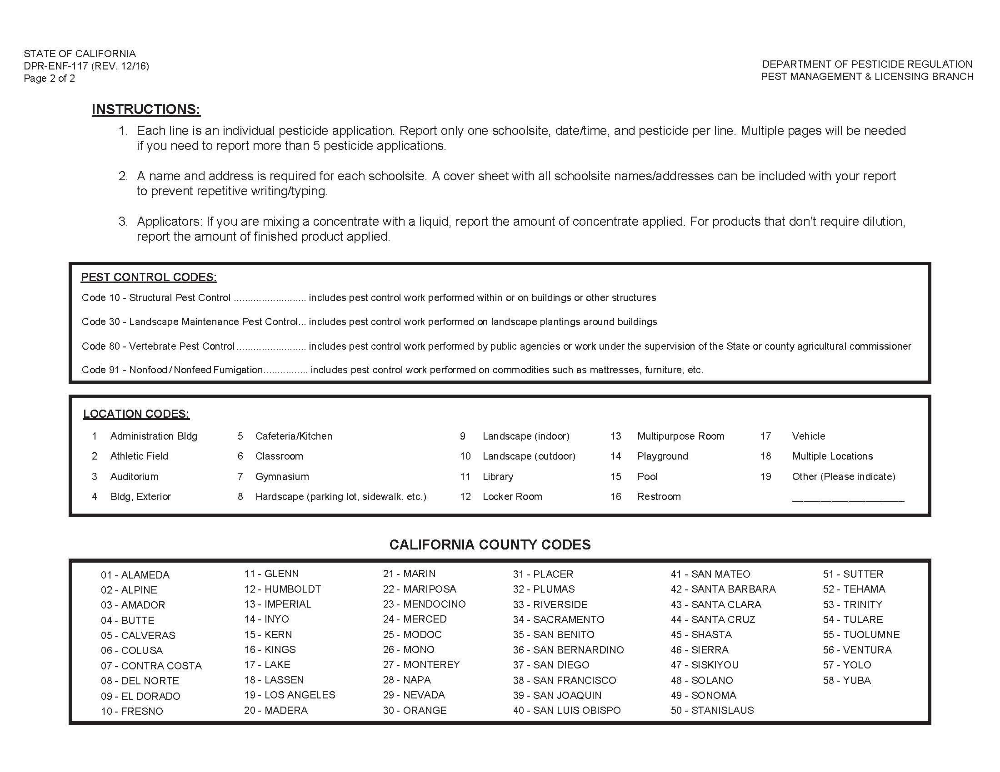 STATE OF CALIFORNIA
DPR-ENF-117 (REV. 12/16)
Page 2 of 2
DEPARTMENT OF PESTICIDE REGULATION
PEST MANAGEMENT & LICENSING BRANCH
INSTRUCTIONS:
1. Each line is an individual pesticide application. Report only one schoolsite, date/time, and pesticide per line. Multiple pages will be needed
if you need to report more than 5 pesticide applications.
2. A name and address is required for each schoolsite. A cover sheet with all schoolsite names/addresses can be included with your report
to prevent repetitive writing/typing.
3. Applicators: If you are mixing a concentrate with a liquid, report the amount of concentrate applied. For products that don’t require dilution,
report the amount of finished product applied.
PEST CONTROL CODES:
Code 10 - Structural Pest Control .......................... includes pest control work performed within or on buildings or other structures
Code 30 - Landscape Maintenance Pest Control... includes pest control work performed on landscape plantings around buildings
Code 80 - Vertebrate Pest Control ......................... includes pest control work performed by public agencies or work under the supervision of the State or county agricultural commissioner
Code 91 - Nonfood / Nonfeed Fumigation................ includes pest control work performed on commodities such as mattresses, furniture, etc.
LOCATION CODES:
1 Administration Bldg 5 Cafeteria/Kitchen 9 Landscape (indoor) 13 Multipurpose Room 17 Vehicle
2 Athletic Field 6 Classroom 10 Landscape (outdoor) 14 Playground 18 Multiple Locations
3 Auditorium 7 Gymnasium 11 Library 15 Pool 19 Other (Please indicate)
4 Bldg, Exterior 8 Hardscape (parking lot, sidewalk, etc.) 12 Locker Room 16 Restroom ____________________
CALIFORNIA COUNTY CODES
01 - ALAMEDA 11 - GLENN 21 - MARIN 31 - PLACER 41 - SAN MATEO 51 - SUTTER
02 - ALPINE 12 - HUMBOLDT 22 - MARIPOSA 32 - PLUMAS 42 - SANTA BARBARA 52 - TEHAMA
03 - AMADOR 13 - IMPERIAL 23 - MENDOCINO 33 - RIVERSIDE 43 - SANTA CLARA 53 - TRINITY
04 - BUTTE 14 - INYO 24 - MERCED 34 - SACRAMENTO 44 - SANTA CRUZ 54 - TULARE
05 - CALVERAS 15 - KERN 25 - MODOC 35 - SAN BENITO 45 - SHASTA 55 - TUOLUMNE
06 - COLUSA 16 - KINGS 26 - MONO 36 - SAN BERNARDINO 46 - SIERRA 56 - VENTURA
07 - CONTRA COSTA 17 - LAKE 27 - MONTEREY 37 - SAN DIEGO 47 - SISKIYOU 57 - YOLO
08 - DEL NORTE 18 - LASSEN 28 - NAPA 38 - SAN FRANCISCO 48 - SOLANO 58 - YUBA
09 - EL DORADO 19 - LOS ANGELES 29 - NEVADA 39 - SAN JOAQUIN 49 - SONOMA
10 - FRESNO 20 - MADERA 30 - ORANGE 40 - SAN LUIS OBISPO 50 - STANISLAUS